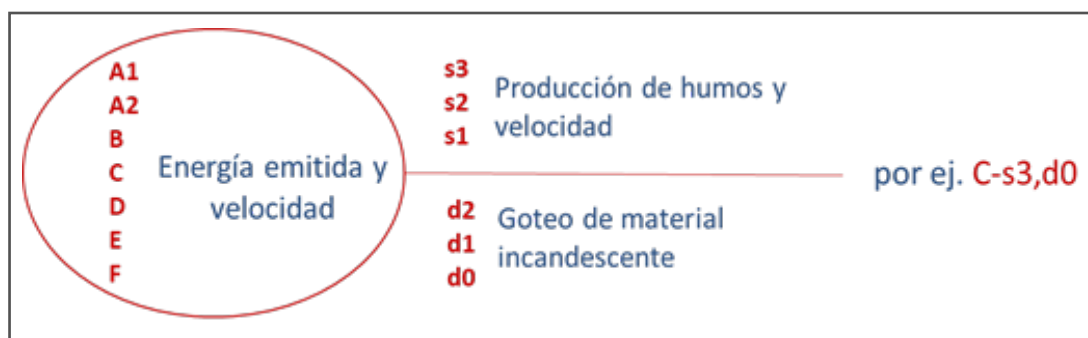 A1
A2
B
C
D
E
F
Energía emitida y
velocidad
s3
s2
s1
Producción de humos y
velocidad
d2
d1
d0
Goteo de material
incandescente
por ej. C-s3,d0